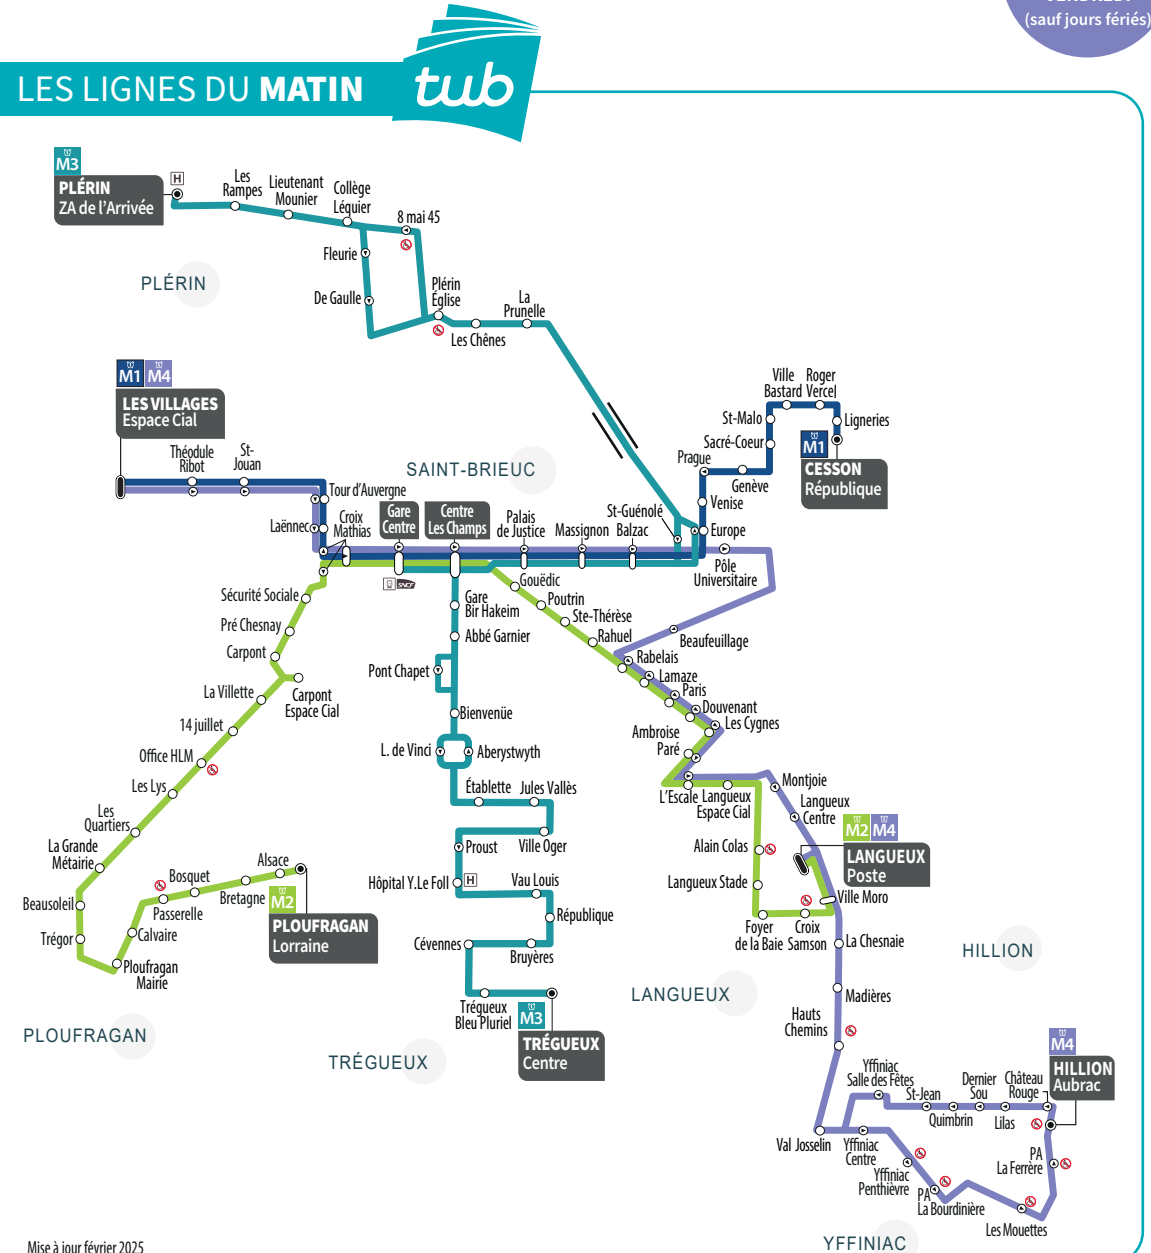 (sauf jours fériés)
LES LIGNES DU MATIN
tub
M3
PLÉRIN
ZA de l'Arrivée
H
Les
Rampes
Lieutenant
Mounier
Collège
Léquier
8 mai 45
Fleurie
De Gaulle
Plérin
Église
Les Chênes
La
Prunelle
PLÉRIN
M1 M4
LES VILLAGES
Espace Cial
Théodule
Ribot
St-
Jouan
Tour d'Auvergne
Laënnec
Croix
Mathias
SAINT-BRIEUC
Gare
Centre
SNCF
Centre
Les Champs
Palais
de Justice
Massignon
St-Guénolé
Balzac
Ville
Bastard
Roger
Vercel
St-Malo
Ligneries
Sacré-Coeur
M1
CESSON
République
Prague
Genève
Venise
Europe
Pôle
Universitaire
Beaufeuillage
Gouëdic
Poutrin
Ste-Thérèse
Rahuel
Rabelais
Lamaze
Paris
Douvenant
Les Cygnes
Ambroise
Paré
L'Escale
Langueux
Espace Cial
Montjoie
Langueux
Centre
M2 M4
LANGUEUX
Poste
Alain Colas
Langueux Stade
Foyer
de la Baie
Croix
Samson
Ville Moro
La Chesnaie
Madières
Hauts
Chemins
Val Josselin
Yffiniac
Centre
Yffiniac
Salle des Fêtes
St-Jean
Quimbrin
Dernier
Sou
Lilas
Château
Rouge
M4
HILLION
Aubrac
PA
La Ferrère
Yffiniac
Penthièvre
PA
La Bourdinière
Les Mouettes
HILLION
LANGUEUX
YFFINIAC
Sécurité Sociale
Pré Chesnay
Carpont
Carpont
Espace Cial
La Villette
14 juillet
Office HLM
Les Lys
Les
Quartiers
La Grande
Métairie
Beausoleil
Trégor
Ploufragan
Mairie
Calvaire
Passerelle
Bosquet
Bretagne
Alsace
M2
PLOUFRAGAN
Lorraine
PLOUFRAGAN
Gare
Bir Hakeim
Abbé Garnier
Pont Chapet
Bienvenüe
L. de Vinci
Aberystwyth
Établette
Jules Vallès
Ville Oger
Proust
Hôpital Y.Le Foll
H
Vau Louis
République
Cévennes
Bruyères
Trégueux
Bleu Pluriel
M3
TRÉGUEUX
Centre
TRÉGUEUX
Mise à jour février 2025